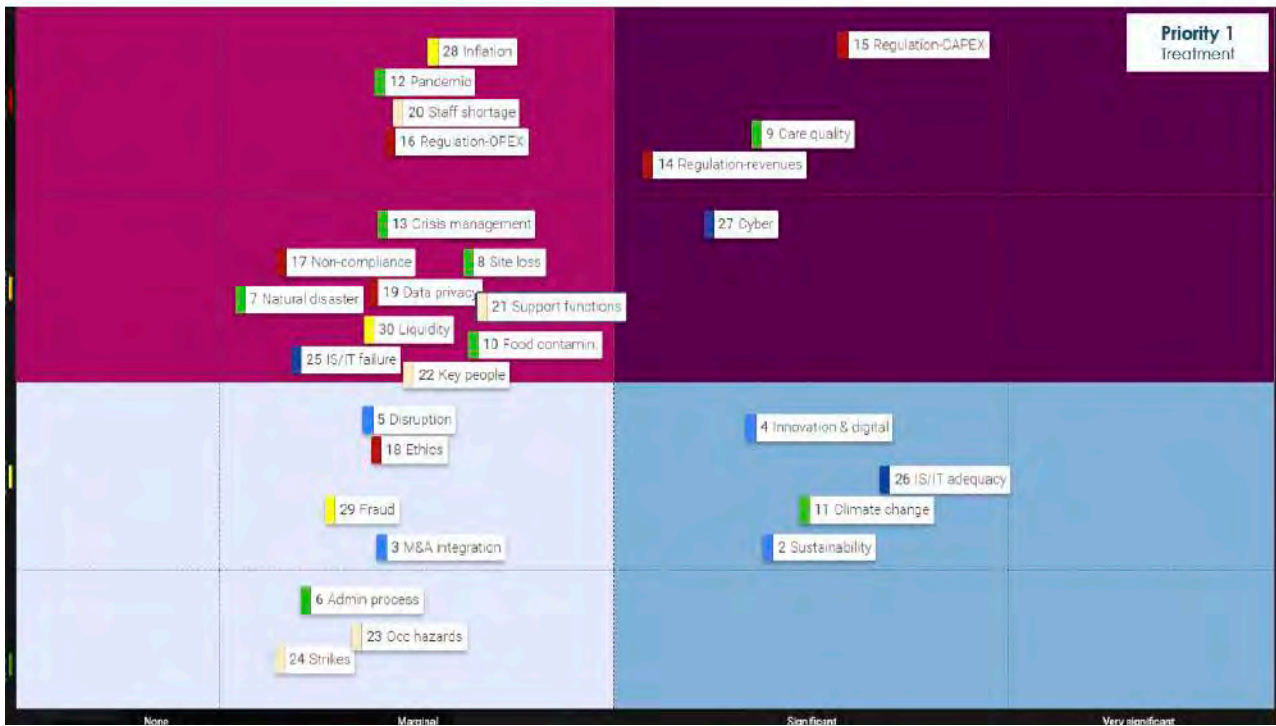 28 Inflation
15 Regulation-CAPEX
Priority 1
Treatment
12 Pandemic
20 Staff shortage
16 Regulation-OPEX
9 Care quality
14 Regulation-revenues
13 Crisis management
27 Cyber
17 Non-compliance
8 Site loss
7 Natural disaster
19 Data privacy
21 Support functions
30 Liquidity
10 Food contamin.
25 IS/IT failure
22 Key people
5 Disruption
4 Innovation & digital
18 Ethics
26 IS/IT adequacy
29 Fraud
11 Climate change
3 M&A integration
2 Sustainability
6 Admin process
23 Occ hazards
24 Strikes
None
Marginal
Significant
Very significant